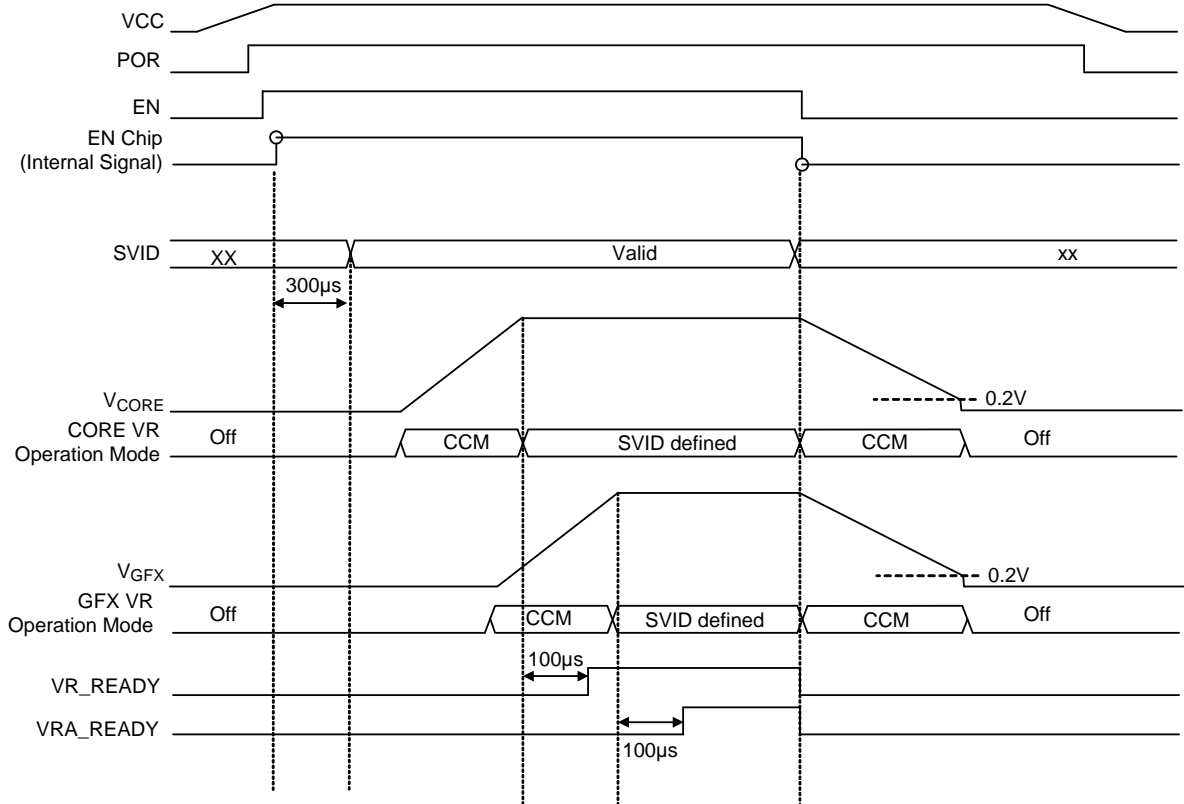 VCC
POR
EN
EN Chip
(Internal Signal)
SVID
XX
Valid
xx
300µs
VCORE
0.2V
CORE VR
Operation Mode
Off
CCM
SVID defined
CCM
Off
VGFX
0.2V
GFX VR
Operation Mode
Off
CCM
SVID defined
CCM
Off
100µs
VR_READY
VRA_READY
100µs